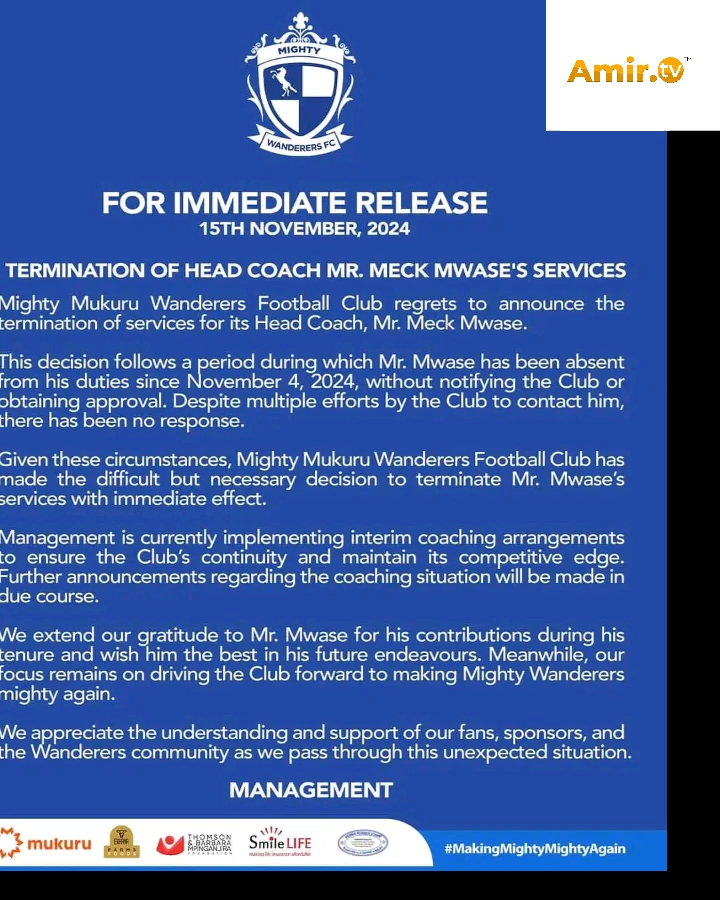 MIGHTY
WANDERERS FC
Amir.tv
FOR IMMEDIATE RELEASE
15TH NOVEMBER, 2024
TERMINATION OF HEAD COACH MR. MECK MWASE'S SERVICES
Mighty Mukuru Wanderers Football Club regrets to announce the
termination of services for its Head Coach, Mr. Meck Mwase.
This decision follows a period during which Mr. Mwase has been absent
from his duties since November 4, 2024, without notifying the Club or
obtaining approval. Despite multiple efforts by the Club to contact him,
there has been no response.
Given these circumstances, Mighty Mukuru Wanderers Football Club has
made the difficult but necessary decision to terminate Mr. Mwase's
services with immediate effect.
Management is currently implementing interim coaching arrangements
to ensure the Club's continuity and maintain its competitive edge.
Further announcements regarding the coaching situation will be made in
due course.
We extend our gratitude to Mr. Mwase for his contributions during his
tenure and wish him the best in his future endeavours. Meanwhile, our
focus remains on driving the Club forward to making Mighty Wanderers
mighty again.
We appreciate the understanding and support of our fans, sponsors, and
the Wanderers community as we pass through this unexpected situation.
MANAGEMENT
mukuru
THOMSON
& BARBARA
MPINGANJIRA
FOUNDATION
Smile LIFE
making life insurance affordable
#MakingMightyMightyAgain